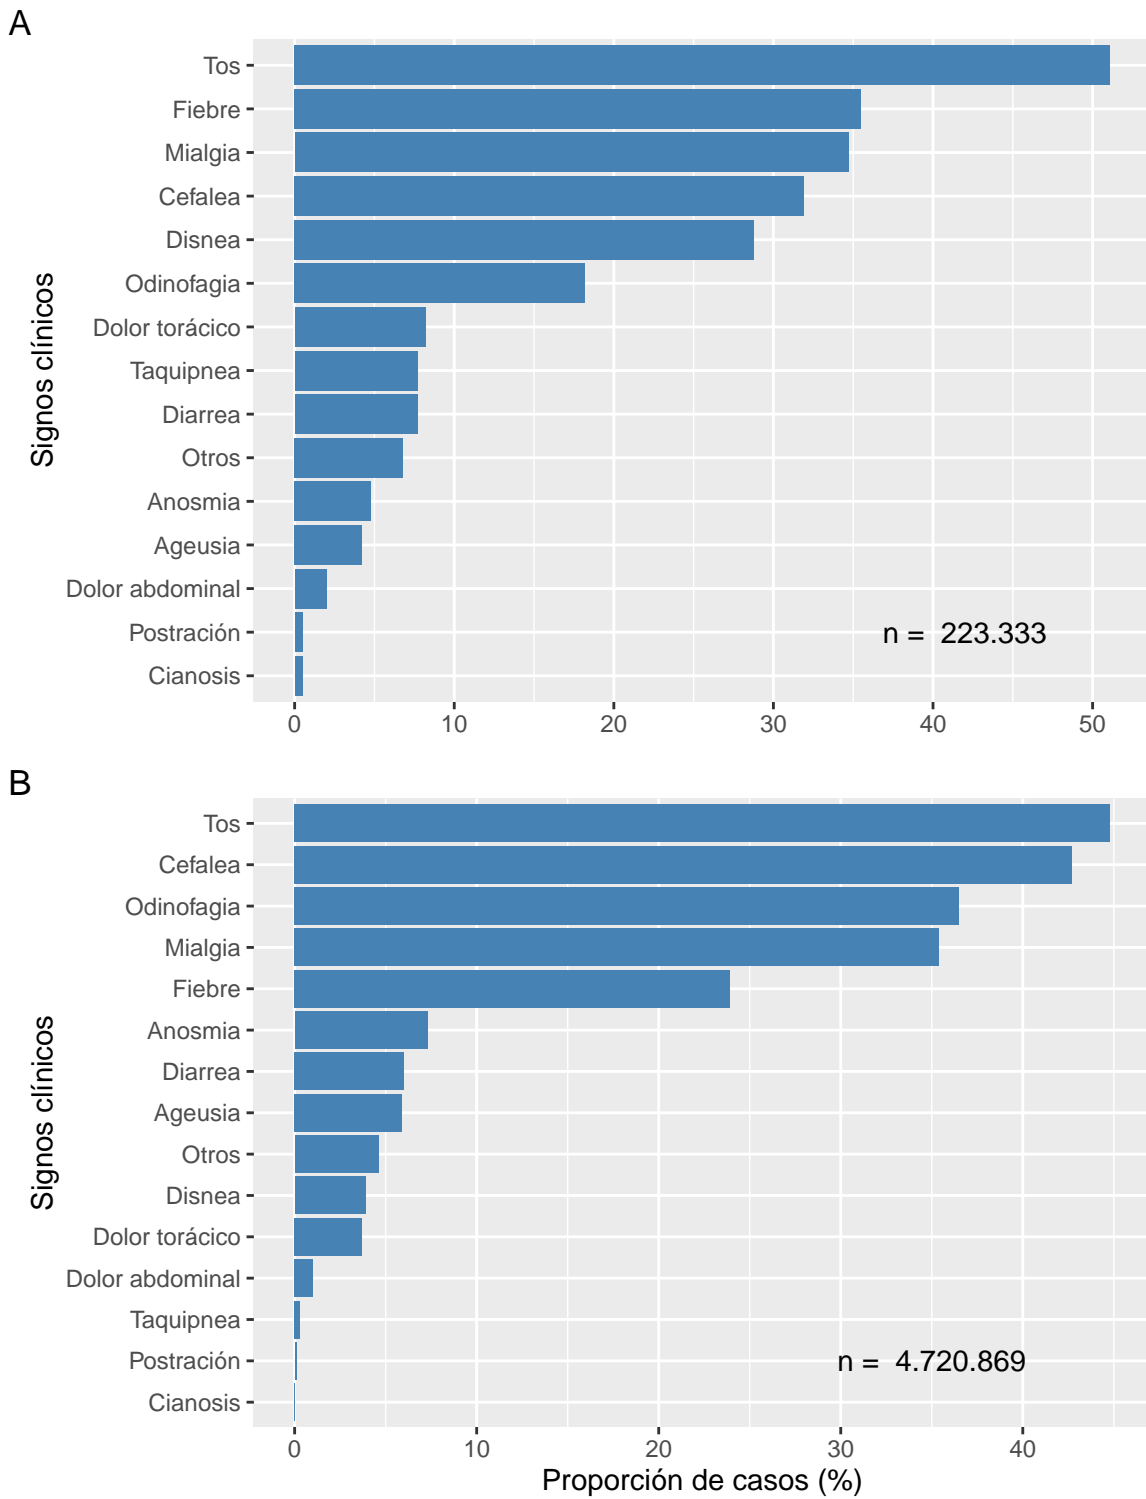 A
Tos
Fiebre
Mialgia
Cefalea
Disnea
Odinofagia
Dolor torácico
Taquipnea
Diarrea
Otros
Anosmia
Ageusia
Dolor abdominal
Postración
Cianosis
Signos clínicos
n = 223.333
0 10 20 30 40 50
B
Tos
Cefalea
Odinofagia
Mialgia
Fiebre
Anosmia
Diarrea
Ageusia
Otros
Disnea
Dolor torácico
Dolor abdominal
Taquipnea
Postración
Cianosis
Signos clínicos
n = 4.720.869
0 10 20 30 40
Proporción de casos (%)